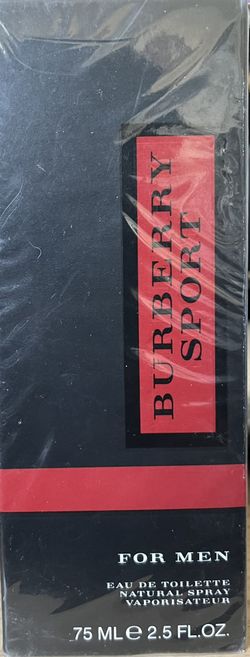 BURBERRY
SPORT
FOR MEN
EAU DE TOILETTE
NATURAL SPRAY
VAPORISATEUR
75 ML ℮ 2.5 FL.OZ.